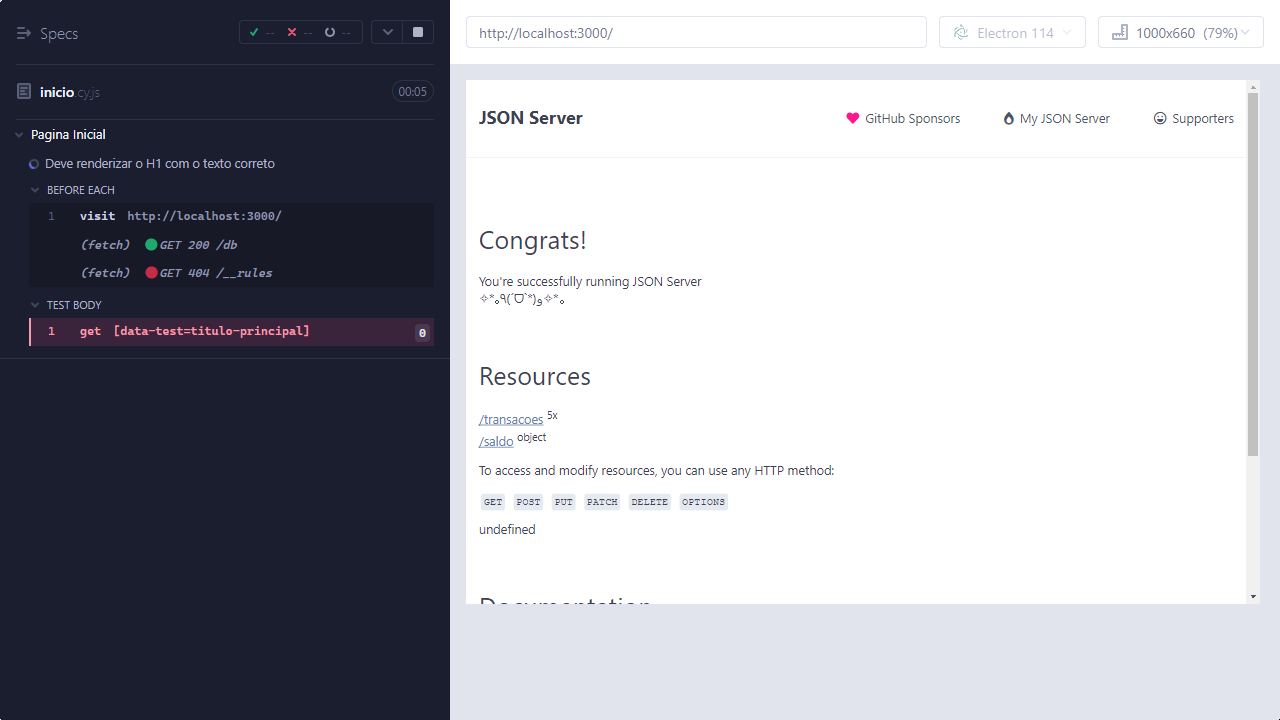 Specs
-- -- --
inicio.cy.js 00:05
Pagina Inicial
Deve renderizar o H1 com o texto correto
BEFORE EACH
1 visit http://localhost:3000/
(fetch) GET 200 /db
(fetch) GET 404 /__rules
TEST BODY
1 get [data-test=titulo-principal] 0
http://localhost:3000/ Electron 114 1000x660 (79%)
JSON Server GitHub Sponsors My JSON Server Supporters
Congrats!
You're successfully running JSON Server
✧*｡٩(ˊᗜˋ*)و✧*｡
Resources
/transacoes 5x
/saldo object
To access and modify resources, you can use any HTTP method:
GET POST PUT PATCH DELETE OPTIONS
undefined
Documentation